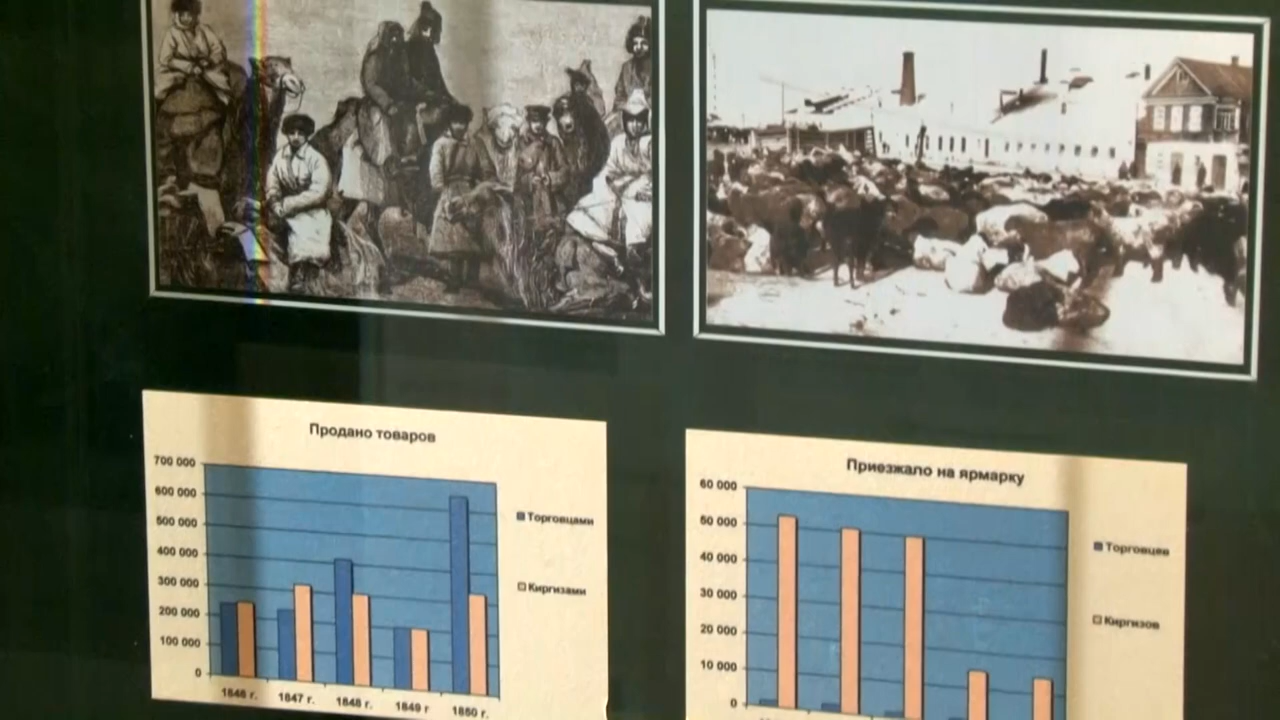 Продано товаров
700 000
600 000
500 000
400 000
300 000
200 000
100 000
0
1846 г.
1847 г.
1848 г.
1849 г
1850 г.
Торговцами
Киргизами
Приезжало на ярмарку
60 000
50 000
40 000
30 000
20 000
10 000
0
Торговцев
Киргизов